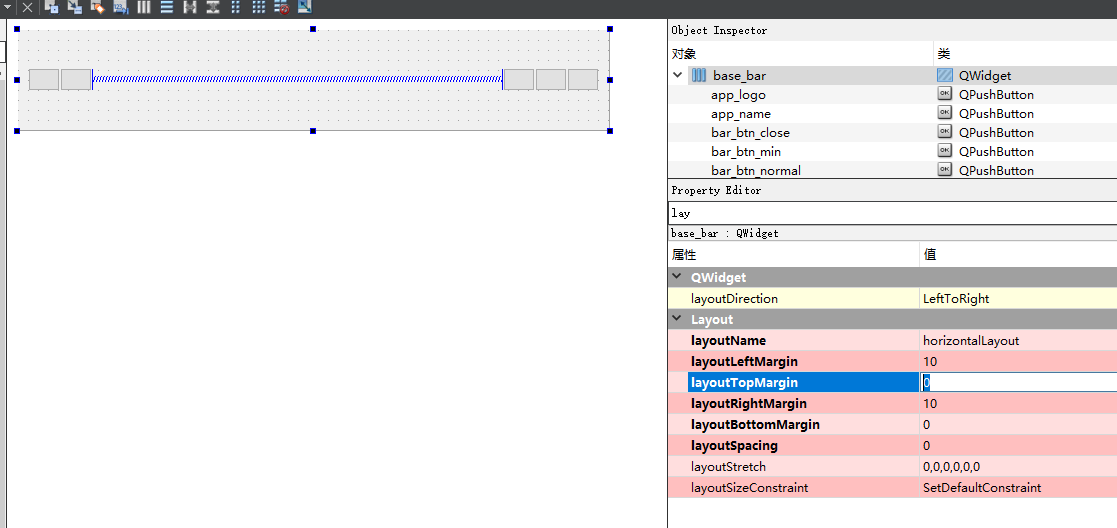 Object Inspector
对象 类
base_bar QWidget
app_logo QPushButton
app_name QPushButton
bar_btn_close QPushButton
bar_btn_min QPushButton
bar_btn_normal QPushButton
Property Editor
lay
base_bar : QWidget
属性 值
QWidget
layoutDirection LeftToRight
Layout
layoutName horizontalLayout
layoutLeftMargin 10
layoutTopMargin 0
layoutRightMargin 10
layoutBottomMargin 0
layoutSpacing 0
layoutStretch 0,0,0,0,0,0
layoutSizeConstraint SetDefaultConstraint